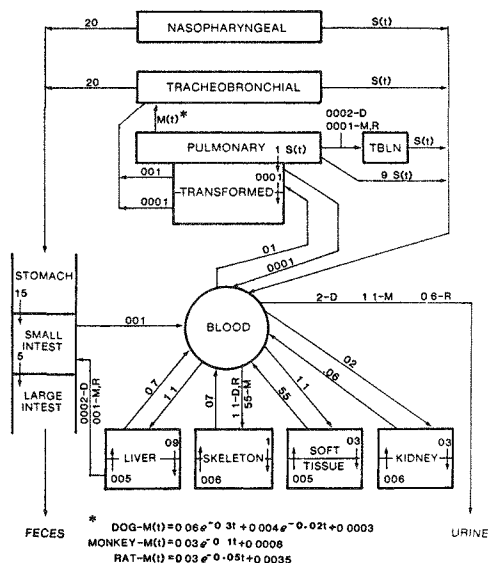 20
NASOPHARYNGEAL
S(t)
20
TRACHEOBRONCHIAL
S(t)
M(t)*
0002-D
0001-M,R
PULMONARY
1 S(t)
TBLN
S(t)
001
0001
9 S(t)
TRANSFORMED
0001
01
0001
STOMACH
15
001
BLOOD
2-D 1 1-M 0 6-R
SMALL
INTEST
5
LARGE
INTEST
0002-D
001-M,R
0.7
1 1
07
1 1-D,R
55-M
55
1.1
.06
02
LIVER
09
005
SKELETON
1
006
SOFT
TISSUE
03
005
KIDNEY
03
006
FECES
URINE
* DOG-M(t)=0 06e^-0 3t+0 004e^-0.02t+0 0003
MONKEY-M(t)=0 03e^-0 1t+0 0008
RAT-M(t)=0 03e^-0.05t+0 0035